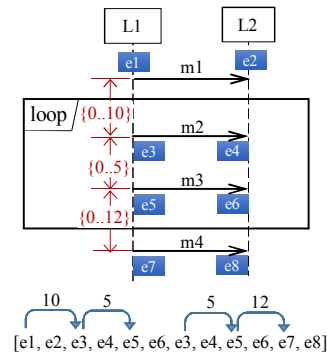 L1 L2
e1 e2
m1
{0..10}
loop
m2
e3 e4
{0..5}
m3
e5 e6
{0..12}
m4
e7 e8
10 5 5 12
[e1, e2, e3, e4, e5, e6, e3, e4, e5, e6, e7, e8]